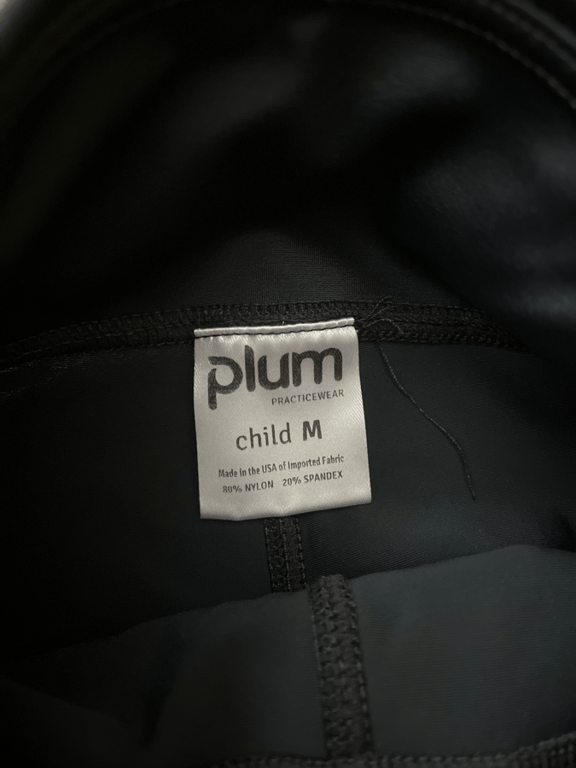 plum
PRACTICEWEAR
child M
Made in the USA of Imported Fabric
80% NYLON 20% SPANDEX